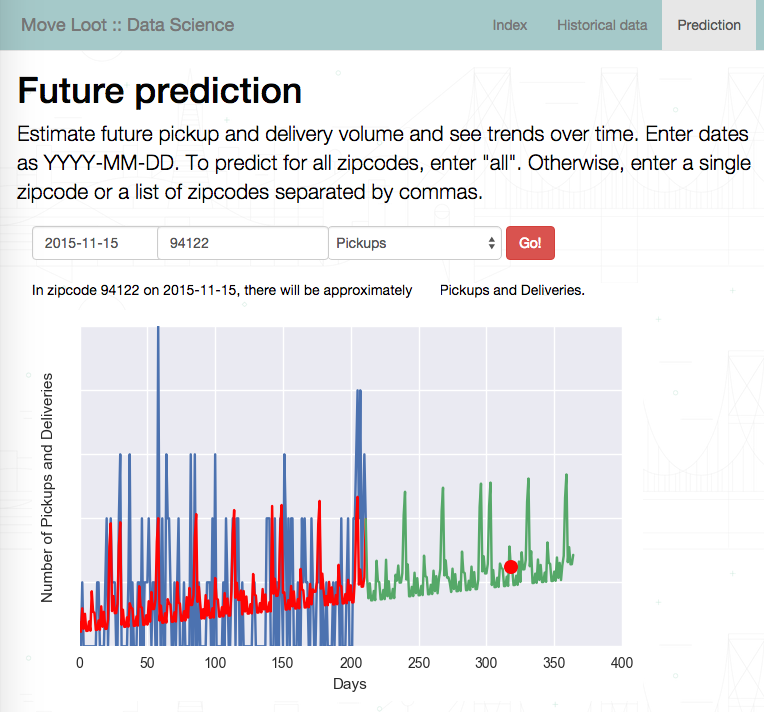 Move Loot :: Data Science Index Historical data Prediction
Future prediction
Estimate future pickup and delivery volume and see trends over time. Enter dates
as YYYY-MM-DD. To predict for all zipcodes, enter "all". Otherwise, enter a single
zipcode or a list of zipcodes separated by commas.
2015-11-15 94122 Pickups Go!
In zipcode 94122 on 2015-11-15, there will be approximately Pickups and Deliveries.
Number of Pickups and Deliveries
0 50 100 150 200 250 300 350 400
Days